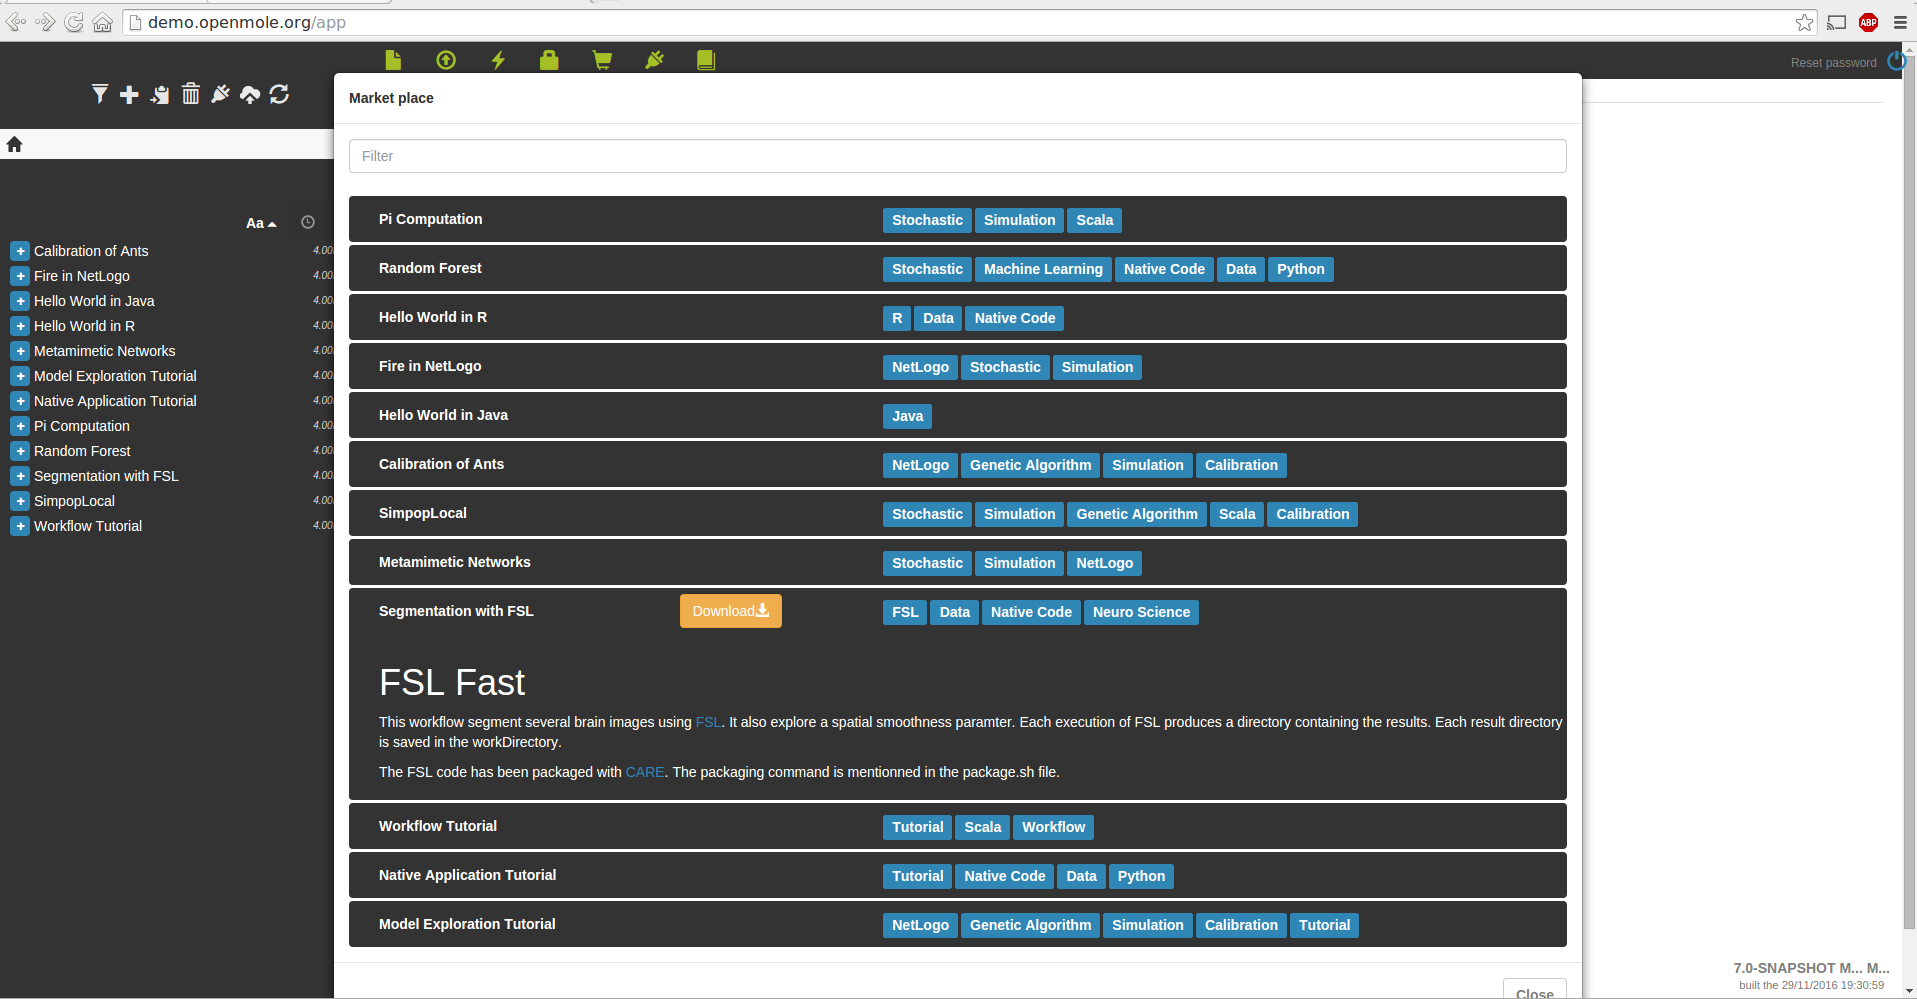 demo.openmole.org/app
ABP
Reset password
Market place
Filter
Aa
Calibration of Ants 4.00
Fire in NetLogo 4.00
Hello World in Java 4.00
Hello World in R 4.00
Metamimetic Networks 4.00
Model Exploration Tutorial 4.00
Native Application Tutorial 4.00
Pi Computation 4.00
Random Forest 4.00
Segmentation with FSL 4.00
SimpopLocal 4.00
Workflow Tutorial 4.00
Pi Computation Stochastic Simulation Scala
Random Forest Stochastic Machine Learning Native Code Data Python
Hello World in R R Data Native Code
Fire in NetLogo NetLogo Stochastic Simulation
Hello World in Java Java
Calibration of Ants NetLogo Genetic Algorithm Simulation Calibration
SimpopLocal Stochastic Simulation Genetic Algorithm Scala Calibration
Metamimetic Networks Stochastic Simulation NetLogo
Segmentation with FSL Download FSL Data Native Code Neuro Science
FSL Fast
This workflow segment several brain images using FSL. It also explore a spatial smoothness paramter. Each execution of FSL produces a directory containing the results. Each result directory
is saved in the workDirectory.
The FSL code has been packaged with CARE. The packaging command is mentionned in the package.sh file.
Workflow Tutorial Tutorial Scala Workflow
Native Application Tutorial Tutorial Native Code Data Python
Model Exploration Tutorial NetLogo Genetic Algorithm Simulation Calibration Tutorial
Close
7.0-SNAPSHOT M... M...
built the 29/11/2016 19:30:59